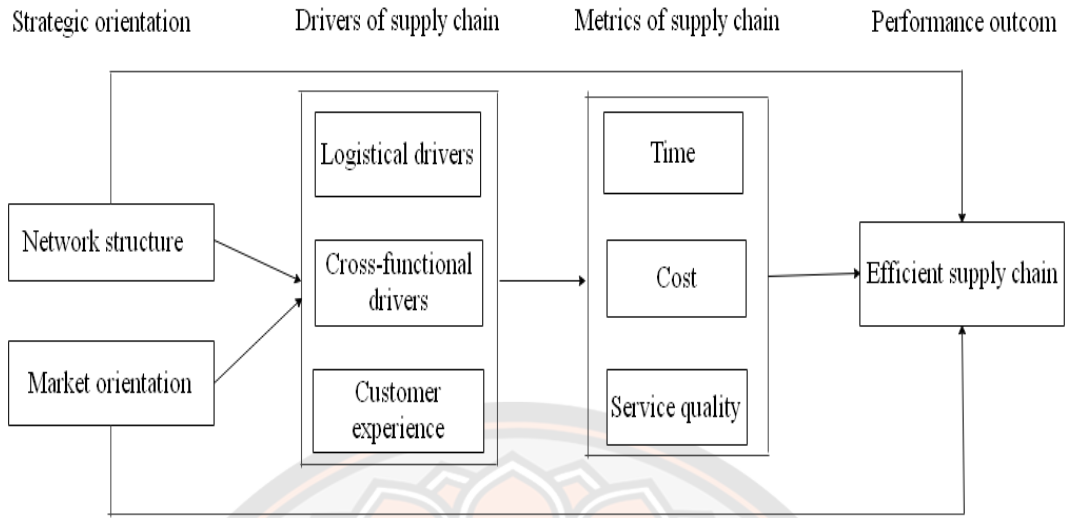 Strategic orientation
Drivers of supply chain
Metrics of supply chain
Performance outcom
Logistical drivers
Time
Network structure
Cross-functional
drivers
Cost
Efficient supply chain
Market orientation
Customer
experience
Service quality